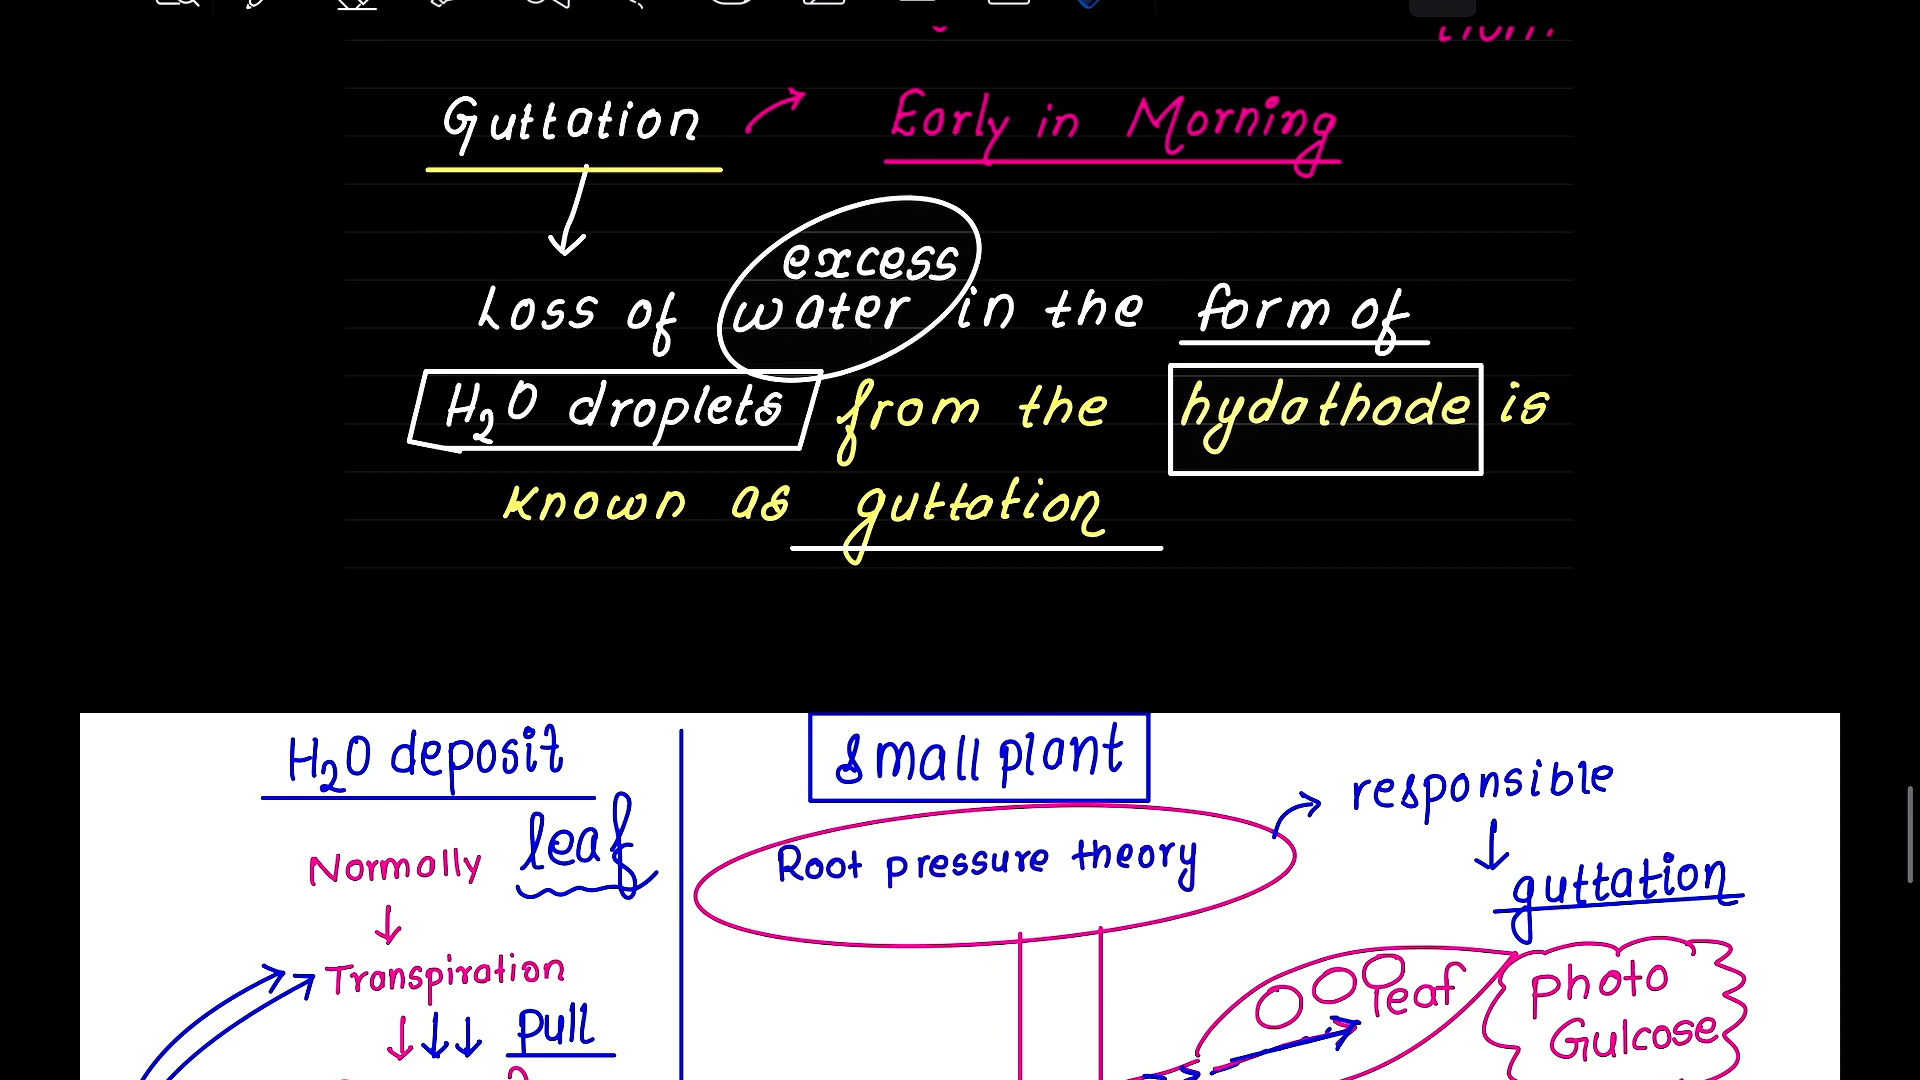 Guttation Early in Morning
excess
Loss of water in the form of
H₂O droplets from the hydathode is
known as guttation
H₂O deposit
leaf
Normally
Transpiration
pull
Small plant
Root pressure theory
responsible
guttation
leaf
Photo
Gulcose